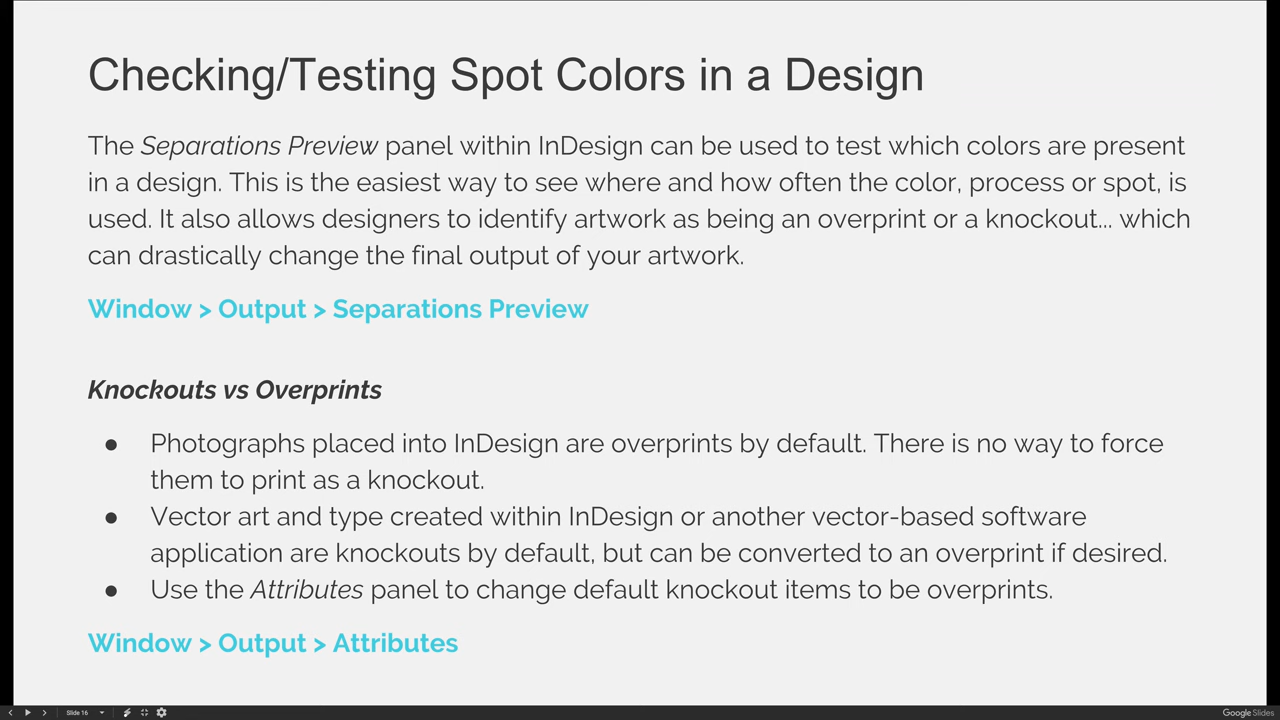 Checking/Testing Spot Colors in a Design
The Separations Preview panel within InDesign can be used to test which colors are present
in a design. This is the easiest way to see where and how often the color, process or spot, is
used. It also allows designers to identify artwork as being an overprint or a knockout... which
can drastically change the final output of your artwork.
Window > Output > Separations Preview
Knockouts vs Overprints
● Photographs placed into InDesign are overprints by default. There is no way to force
them to print as a knockout.
● Vector art and type created within InDesign or another vector-based software
application are knockouts by default, but can be converted to an overprint if desired.
● Use the Attributes panel to change default knockout items to be overprints.
Window > Output > Attributes
Slide 16
Google Slides